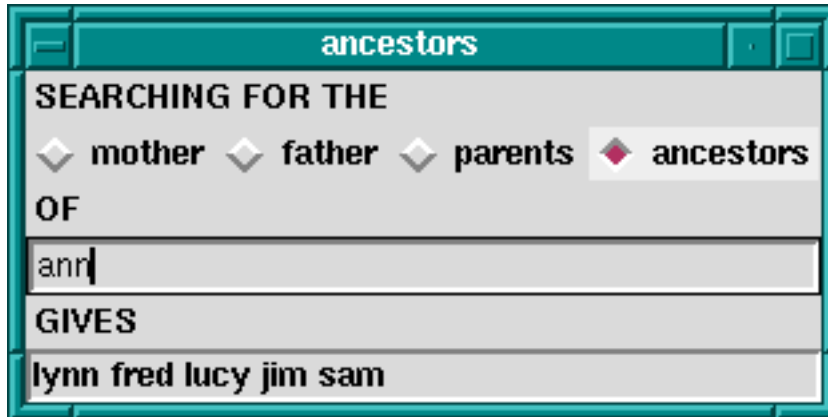 ancestors
SEARCHING FOR THE
mother father parents ancestors
OF
ann
GIVES
lynn fred lucy jim sam